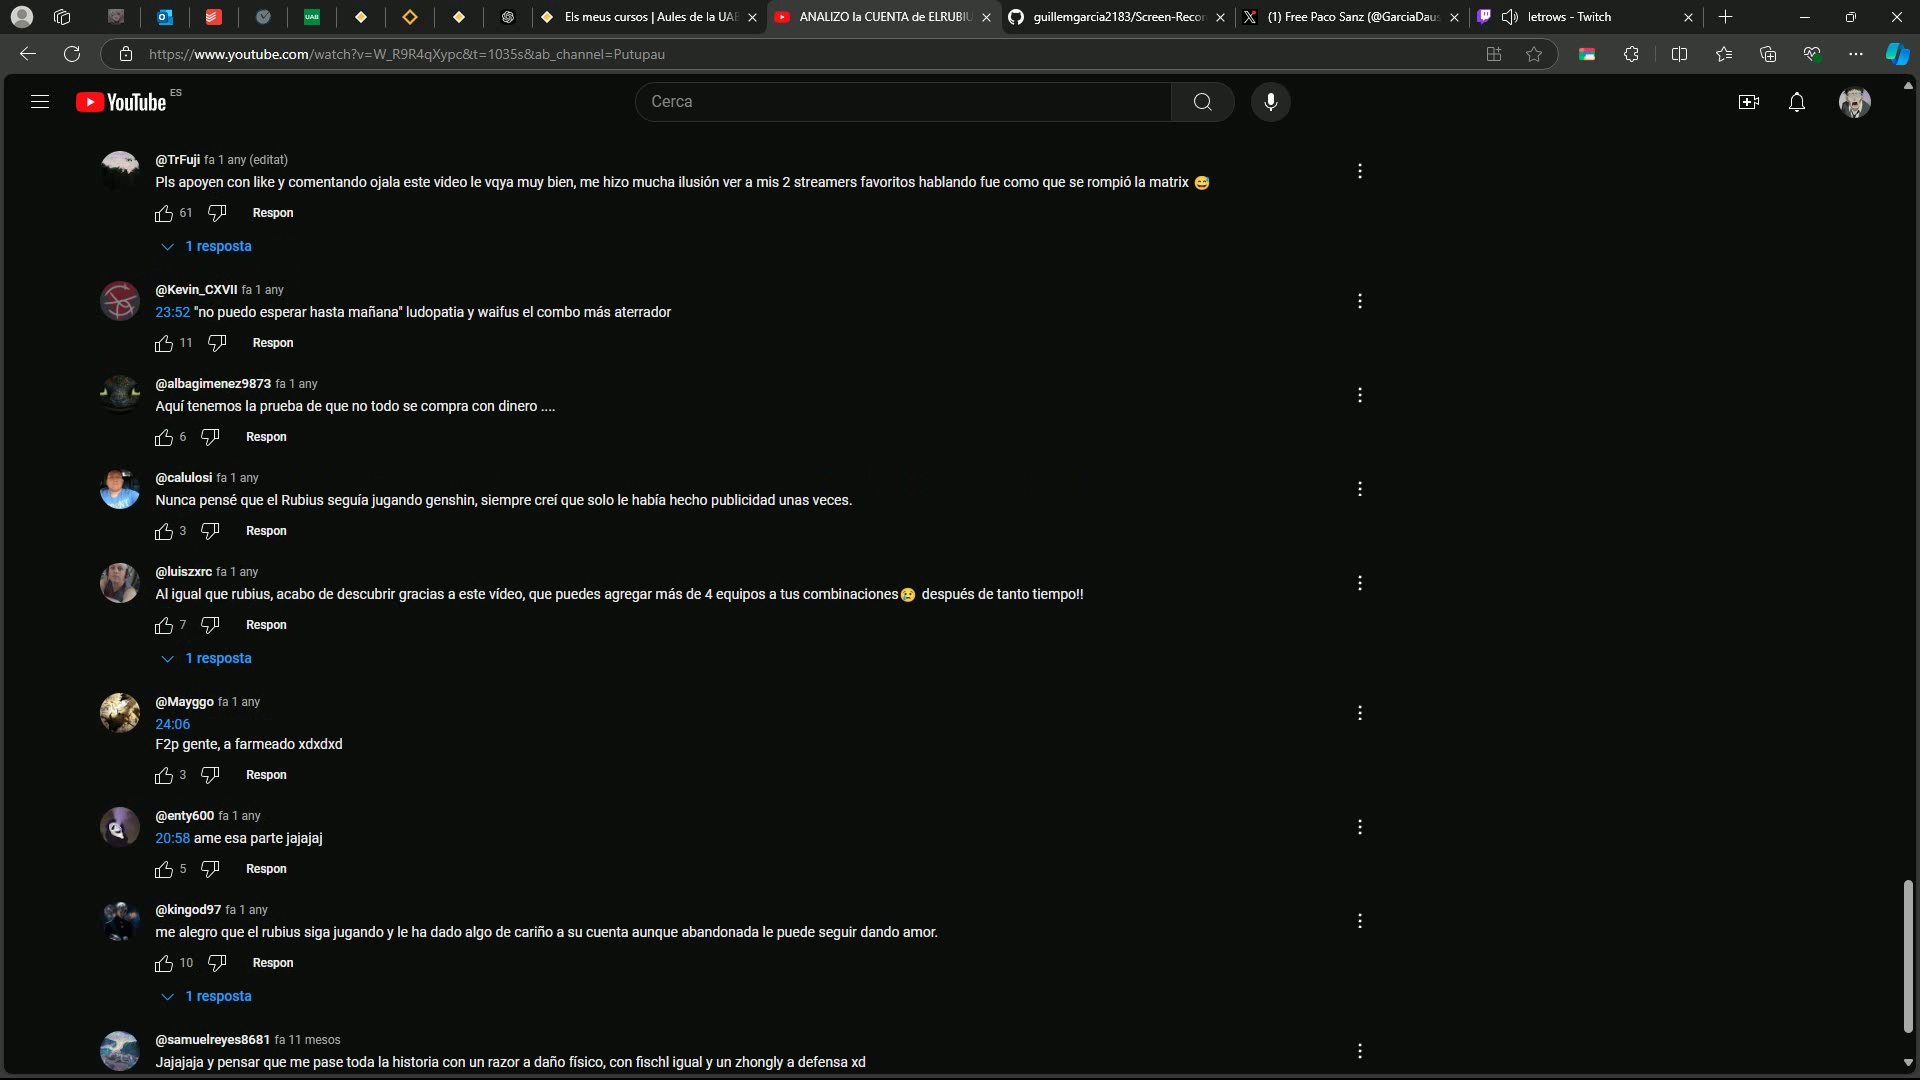 UAB
Els meus cursos | Aules de la UAB
ANALIZO la CUENTA de ELRUBIU
guillemgarcia2183/Screen-Recor
(1) Free Paco Sanz (@GarciaDaus
letrows - Twitch
https://www.youtube.com/watch?v=W_R9R4qXypc&t=1035s&ab_channel=Putupau
YouTube ES
Cerca
@TrFuji fa 1 any (editat)
Pls apoyen con like y comentando ojala este video le vqya muy bien, me hizo mucha ilusión ver a mis 2 streamers favoritos hablando fue como que se rompió la matrix 😅
61 Respon
1 resposta
@Kevin_CXVII fa 1 any
23:52 "no puedo esperar hasta mañana" ludopatia y waifus el combo más aterrador
11 Respon
@albagimenez9873 fa 1 any
Aquí tenemos la prueba de que no todo se compra con dinero ....
6 Respon
@calulosi fa 1 any
Nunca pensé que el Rubius seguía jugando genshin, siempre creí que solo le había hecho publicidad unas veces.
3 Respon
@luiszxrc fa 1 any
Al igual que rubius, acabo de descubrir gracias a este vídeo, que puedes agregar más de 4 equipos a tus combinaciones😢 después de tanto tiempo!!
7 Respon
1 resposta
@Mayggo fa 1 any
24:06
F2p gente, a farmeado xdxdxd
3 Respon
@enty600 fa 1 any
20:58 ame esa parte jajajaj
5 Respon
@kingod97 fa 1 any
me alegro que el rubius siga jugando y le ha dado algo de cariño a su cuenta aunque abandonada le puede seguir dando amor.
10 Respon
1 resposta
@samuelreyes8681 fa 11 mesos
Jajajaja y pensar que me pase toda la historia con un razor a daño físico, con fischl igual y un zhongly a defensa xd